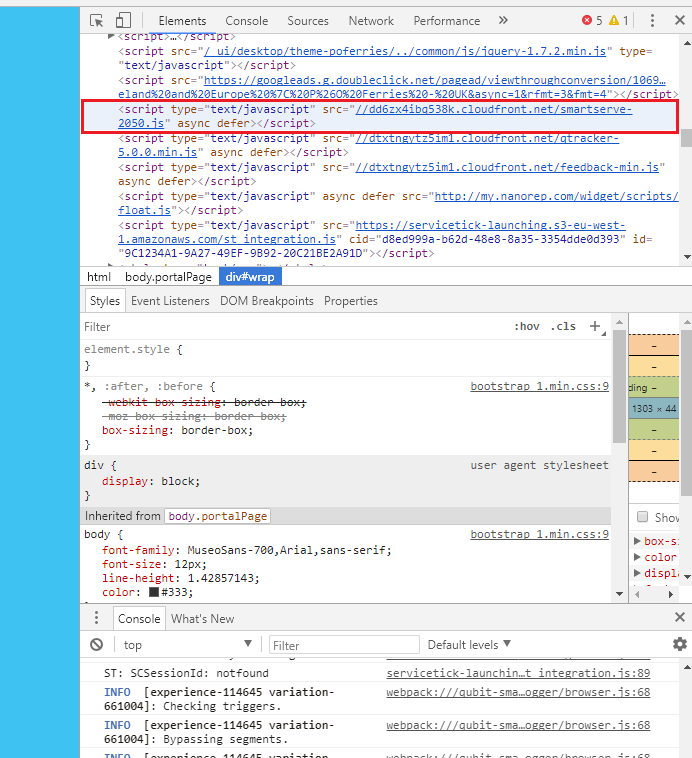 Elements Console Sources Network Performance » 5 1
<script>…</script>
<script src="/_ui/desktop/theme-poferries/../common/js/jquery-1.7.2.min.js" type=
"text/javascript"></script>
<script src="https://googleads.g.doubleclick.net/pagead/viewthroughconversion/1069…
eland%20and%20Europe%20%7C%20P%26O%20Ferries%20-%20UK&async=1&rfmt=3&fmt=4"></script>
<script type="text/javascript" src="//dd6zx4ibq538k.cloudfront.net/smartserve-
2050.js" async defer></script>
<script type="text/javascript" src="//dtxtngytz5im1.cloudfront.net/qtracker-
5.0.0.min.js" async defer></script>
<script type="text/javascript" src="//dtxtngytz5im1.cloudfront.net/feedback-min.js"
async defer></script>
<script type="text/javascript" async defer src="http://my.nanorep.com/widget/scripts/
float.js"></script>
<script type="text/javascript" src="https://servicetick-launching.s3-eu-west-
1.amazonaws.com/st_integration.js" cid="d8ed999a-b62d-48e8-8a35-3354dde0d393" id=
"9C1234A1-9A27-49EF-9B92-20C21BE2A91D"></script>
html body.portalPage div#wrap
Styles Event Listeners DOM Breakpoints Properties
Filter :hov .cls +
element.style {
}
*, :after, :before { bootstrap_1.min.css:9
-webkit-box-sizing: border-box;
-moz-box-sizing: border-box;
box-sizing: border-box;
}
div { user agent stylesheet
display: block;
}
Inherited from body.portalPage
body { bootstrap_1.min.css:9
font-family: MuseoSans-700,Arial,sans-serif;
font-size: 12px;
line-height: 1.42857143;
color: #333;
–
–
ding –
1303 × 44
–
–
–
Show
box-si
color
displa
Console What's New
top Filter Default levels
ST: SCSessionId: notfound servicetick-launchin…t_integration.js:89
INFO [experience-114645 variation- webpack:///qubit-sma…ogger/browser.js:68
661004]: Checking triggers.
INFO [experience-114645 variation- webpack:///qubit-sma…ogger/browser.js:68
661004]: Bypassing segments.
INFO [experience-114645 variation- webpack:///qubit-sma…ogger/browser.js:68